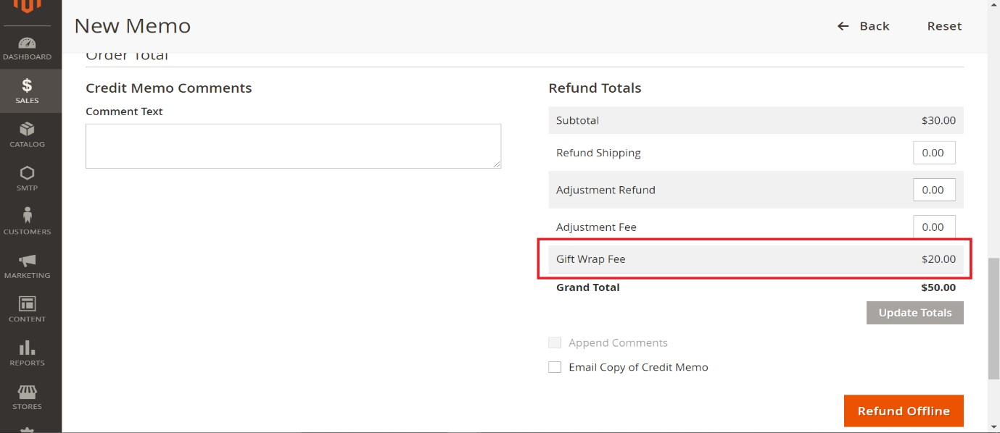 New Memo
Back
Reset
DASHBOARD
SALES
CATALOG
SMTP
CUSTOMERS
MARKETING
CONTENT
REPORTS
STORES
Order Total
Credit Memo Comments
Comment Text
Refund Totals
Subtotal $30.00
Refund Shipping 0.00
Adjustment Refund 0.00
Adjustment Fee 0.00
Gift Wrap Fee $20.00
Grand Total $50.00
Update Totals
Append Comments
Email Copy of Credit Memo
Refund Offline